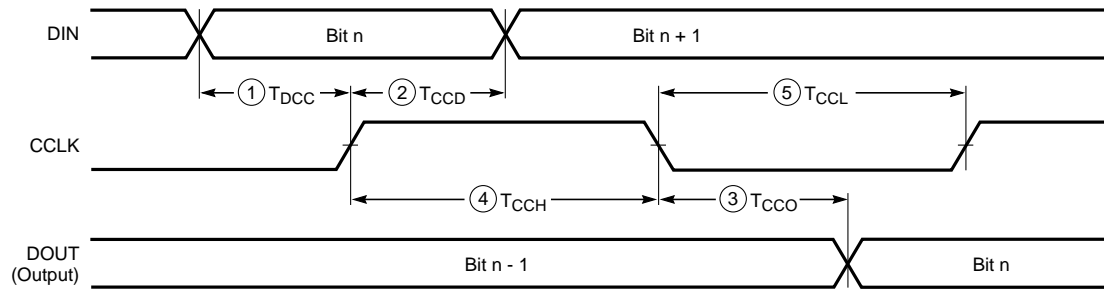 DIN
Bit n
Bit n + 1
1 TDCC
2 TCCD
5 TCCL
CCLK
4 TCCH
3 TCCO
DOUT
(Output)
Bit n - 1
Bit n